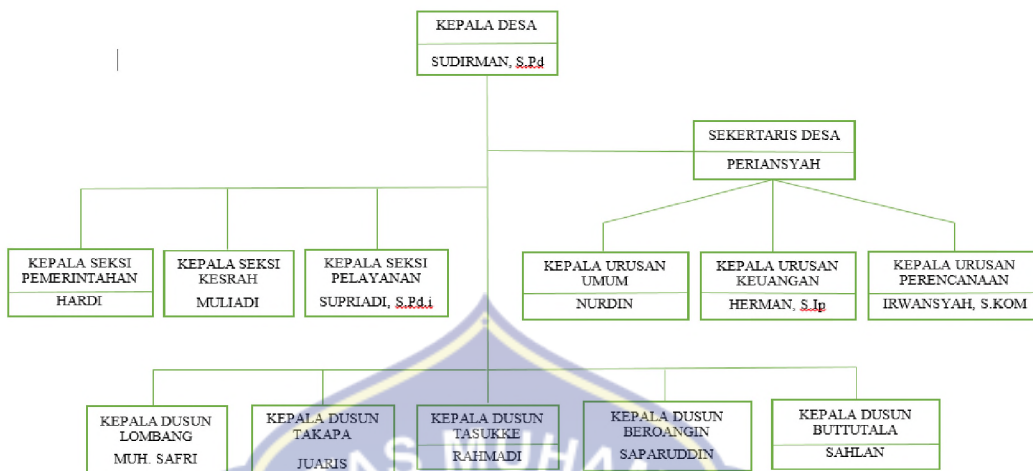 KEPALA DESA
SUDIRMAN, S.Pd
SEKERTARIS DESA
PERIANSYAH
KEPALA SEKSI
PEMERINTAHAN
HARDI
KEPALA SEKSI
KESRAH
MULIADI
KEPALA SEKSI
PELAYANAN
SUPRIADI, S.Pd.i
KEPALA URUSAN
UMUM
NURDIN
KEPALA URUSAN
KEUANGAN
HERMAN, S.Ip
KEPALA URUSAN
PERENCANAAN
IRWANSYAH, S.KOM
KEPALA DUSUN
LOMBANG
MUH. SAFRI
KEPALA DUSUN
TAKAPA
JUARIS
KEPALA DUSUN
TASUKKE
RAHMADI
KEPALA DUSUN
BEROANGIN
SAPARUDDIN
KEPALA DUSUN
BUTTUTALA
SAHLAN